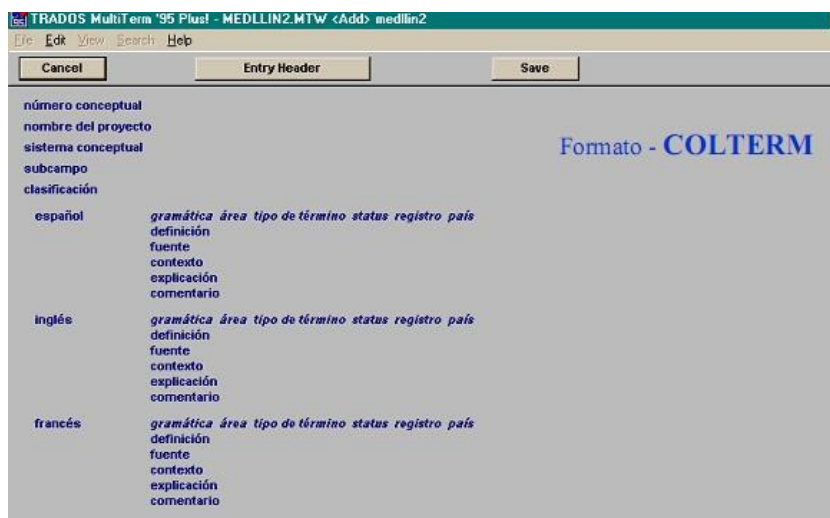 TRADOS MultiTerm '95 Plus! - MEDLLIN2.MTW <Add> medllin2
File Edit View Search Help
Cancel Entry Header Save
número conceptual
nombre del proyecto
sistema conceptual
Formato - COLTERM
subcampo
clasificación
español gramática área tipo de término status registro país
definición
fuente
contexto
explicación
comentario
inglés gramática área tipo de término status registro país
definición
fuente
contexto
explicación
comentario
francés gramática área tipo de término status registro país
definición
fuente
contexto
explicación
comentario